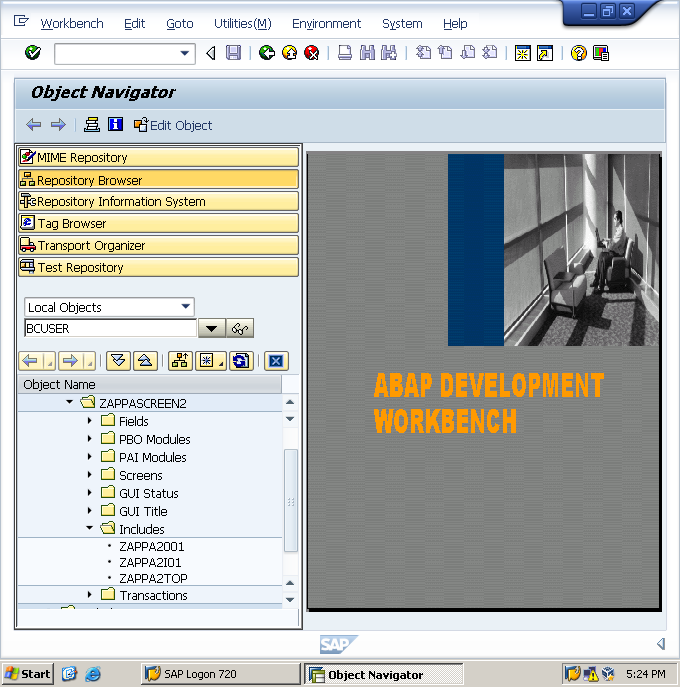 Workbench Edit Goto Utilities(M) Environment System Help
Object Navigator
Edit Object
MIME Repository
Repository Browser
Repository Information System
Tag Browser
Transport Organizer
Test Repository
Local Objects
BCUSER
Object Name
ZAPPASCREEN2
Fields
PBO Modules
PAI Modules
Screens
GUI Status
GUI Title
Includes
ZAPPA2001
ZAPPA2I01
ZAPPA2TOP
Transactions
ABAP DEVELOPMENT
WORKBENCH
SAP
Start SAP Logon 720 Object Navigator 5:24 PM